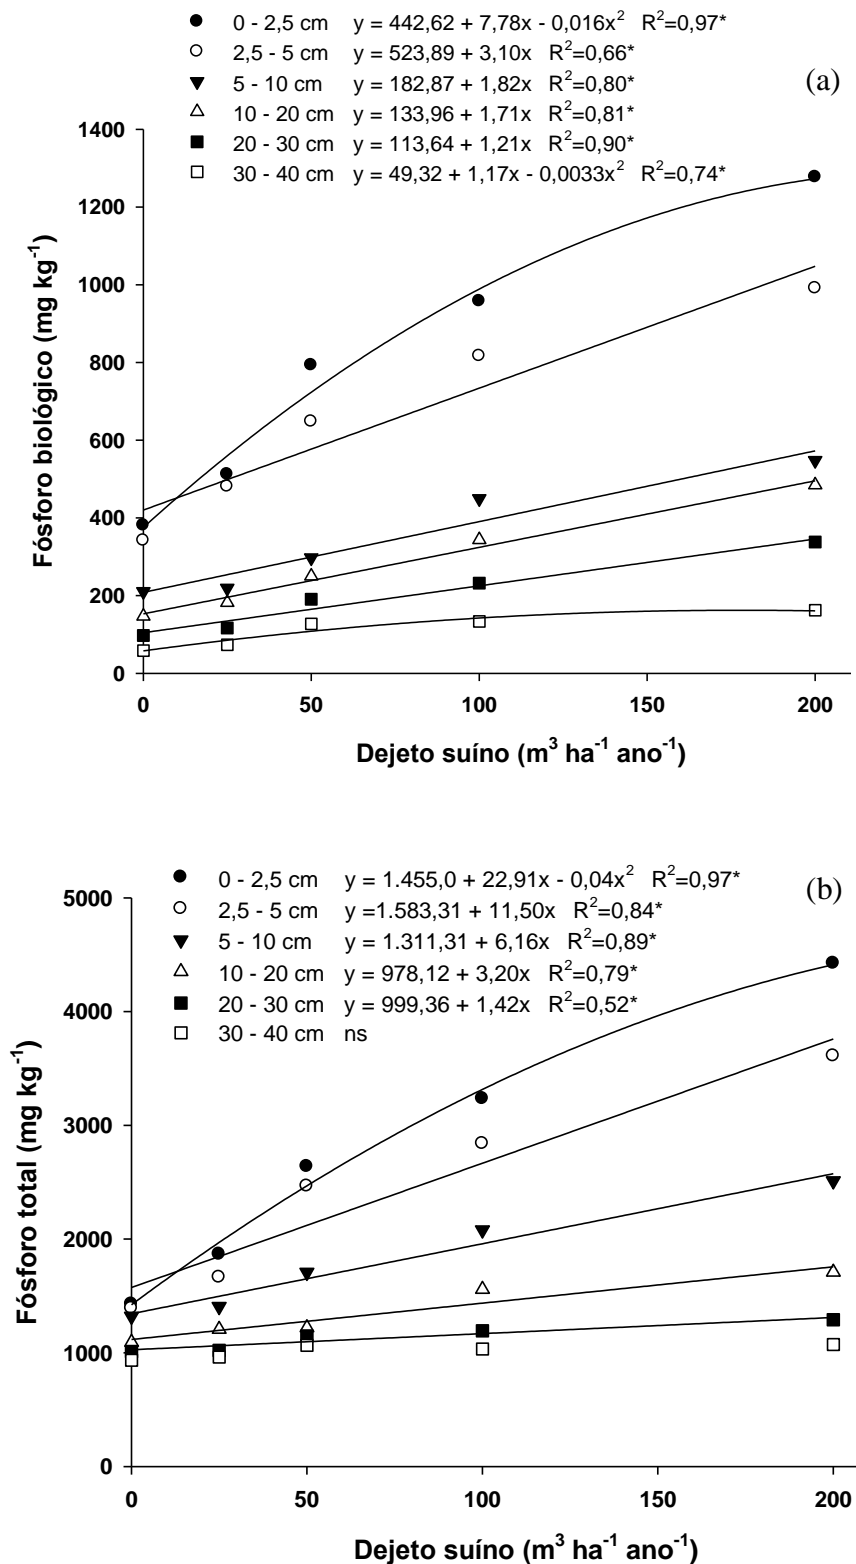 0 - 2,5 cm y = 442,62 + 7,78x - 0,016x² R²=0,97*
2,5 - 5 cm y = 523,89 + 3,10x R²=0,66*
5 - 10 cm y = 182,87 + 1,82x R²=0,80*
(a)
10 - 20 cm y = 133,96 + 1,71x R²=0,81*
20 - 30 cm y = 113,64 + 1,21x R²=0,90*
30 - 40 cm y = 49,32 + 1,17x - 0,0033x² R²=0,74*
1400
1200
1000
800
600
400
200
0
Fósforo biológico (mg kg⁻¹)
0 50 100 150 200
Dejeto suíno (m³ ha⁻¹ ano⁻¹)
0 - 2,5 cm y = 1.455,0 + 22,91x - 0,04x² R²=0,97*
(b)
2,5 - 5 cm y =1.583,31 + 11,50x R²=0,84*
5 - 10 cm y = 1.311,31 + 6,16x R²=0,89*
10 - 20 cm y = 978,12 + 3,20x R²=0,79*
20 - 30 cm y = 999,36 + 1,42x R²=0,52*
30 - 40 cm ns
5000
4000
3000
2000
1000
0
Fósforo total (mg kg⁻¹)
0 50 100 150 200
Dejeto suíno (m³ ha⁻¹ ano⁻¹)